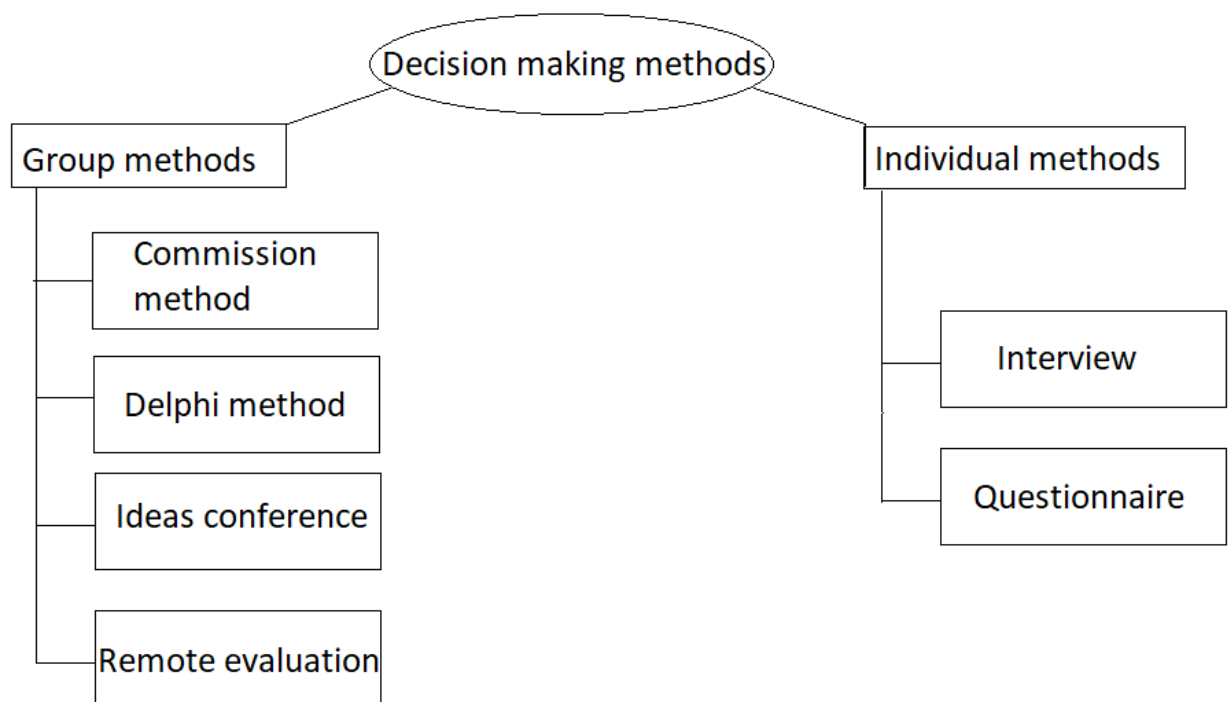 Decision making methods
Group methods
Individual methods
Commission
method
Delphi method
Ideas conference
Remote evaluation
Interview
Questionnaire